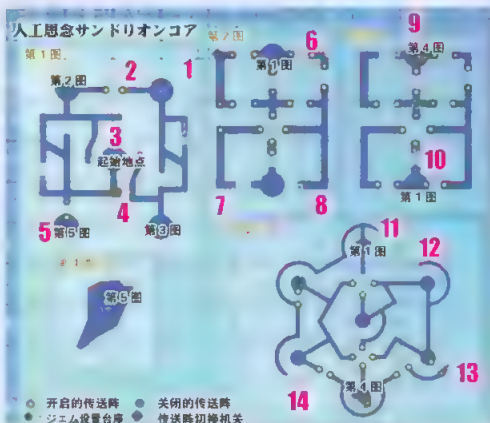 人工思念サンドリオンコア
第1图
第2图
1
2
第2图
3
起始地点
4
5
第5图
第3图
6
第1图
7
8
9
第4图
10
第1图
11
第1图
12
13
14
第4图
第5图
开启的传送阵
关闭的传送阵
ジェム设置台座
传送阵切换机关